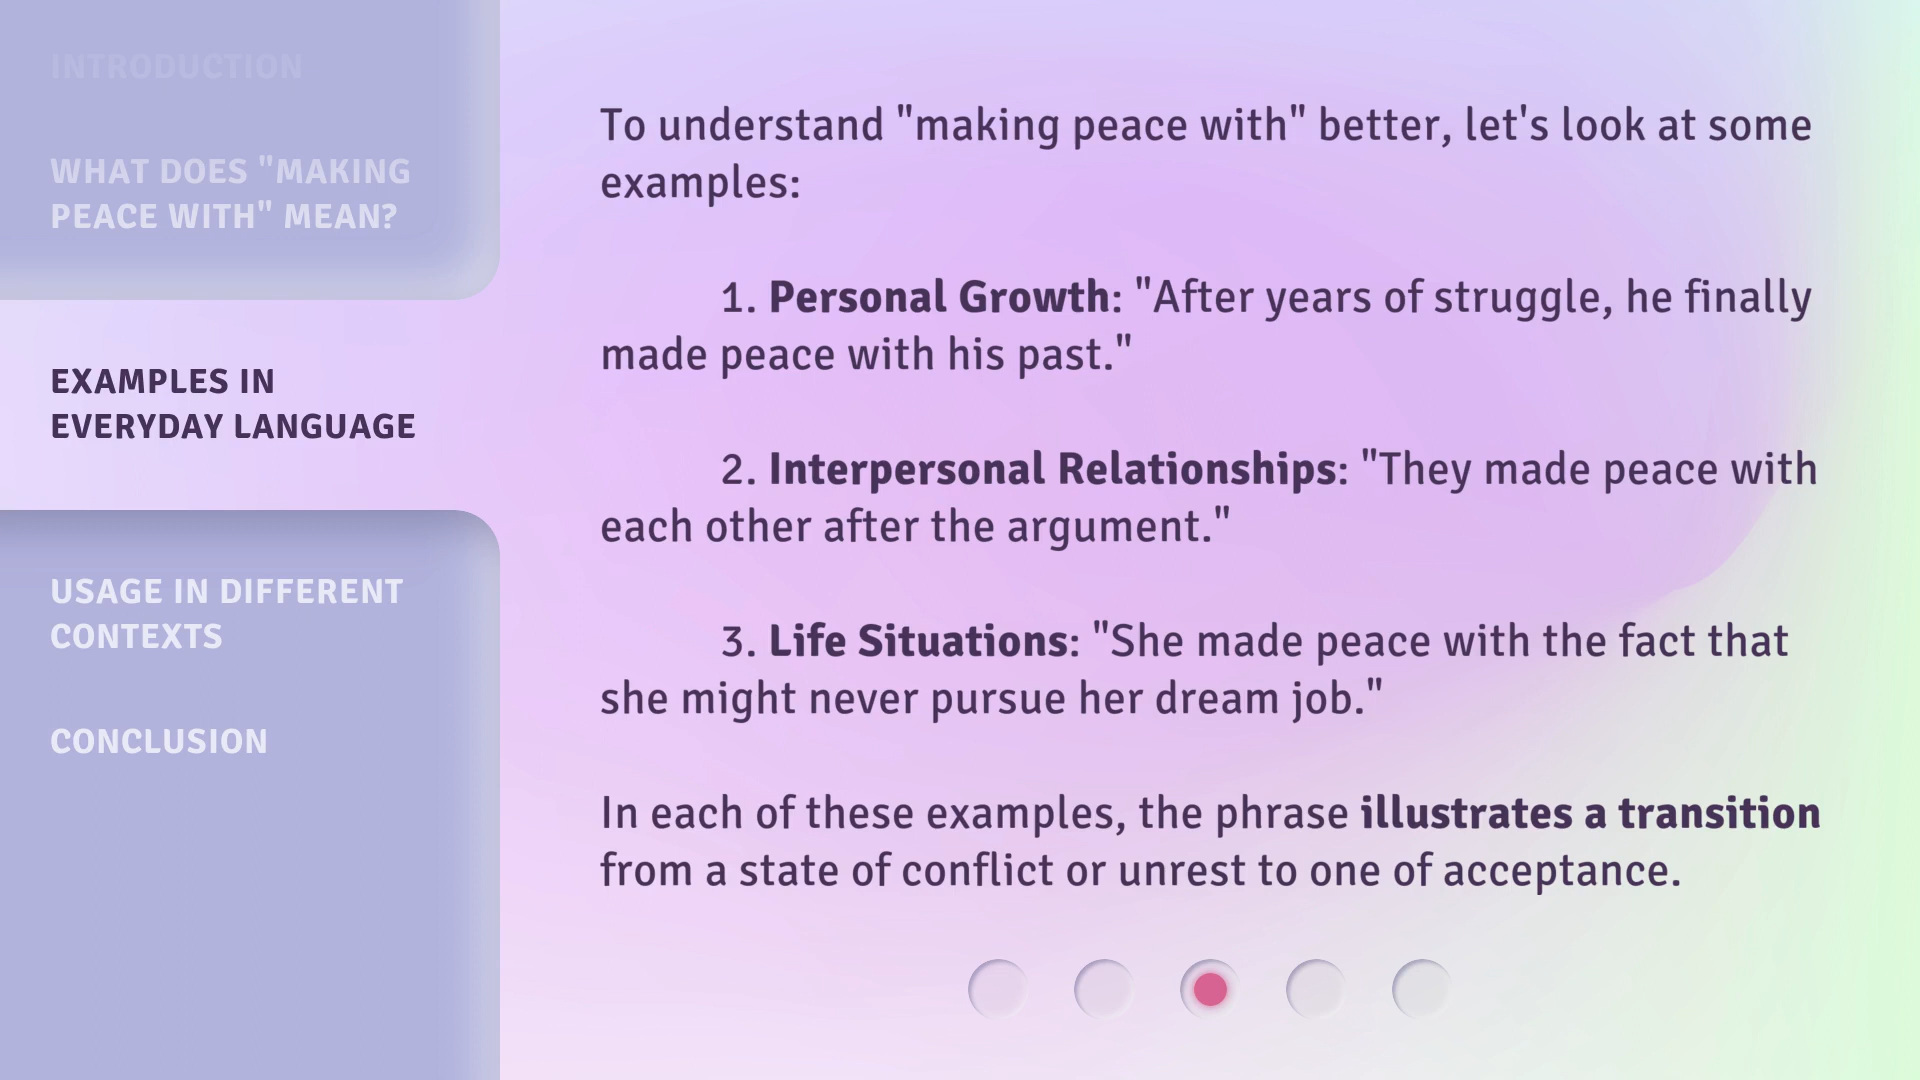 INTRODUCTION
WHAT DOES "MAKING
PEACE WITH" MEAN?
EXAMPLES IN
EVERYDAY LANGUAGE
USAGE IN DIFFERENT
CONTEXTS
CONCLUSION
To understand "making peace with" better, let's look at some
examples:
1. Personal Growth: "After years of struggle, he finally
made peace with his past."
2. Interpersonal Relationships: "They made peace with
each other after the argument."
3. Life Situations: "She made peace with the fact that
she might never pursue her dream job."
In each of these examples, the phrase illustrates a transition
from a state of conflict or unrest to one of acceptance.